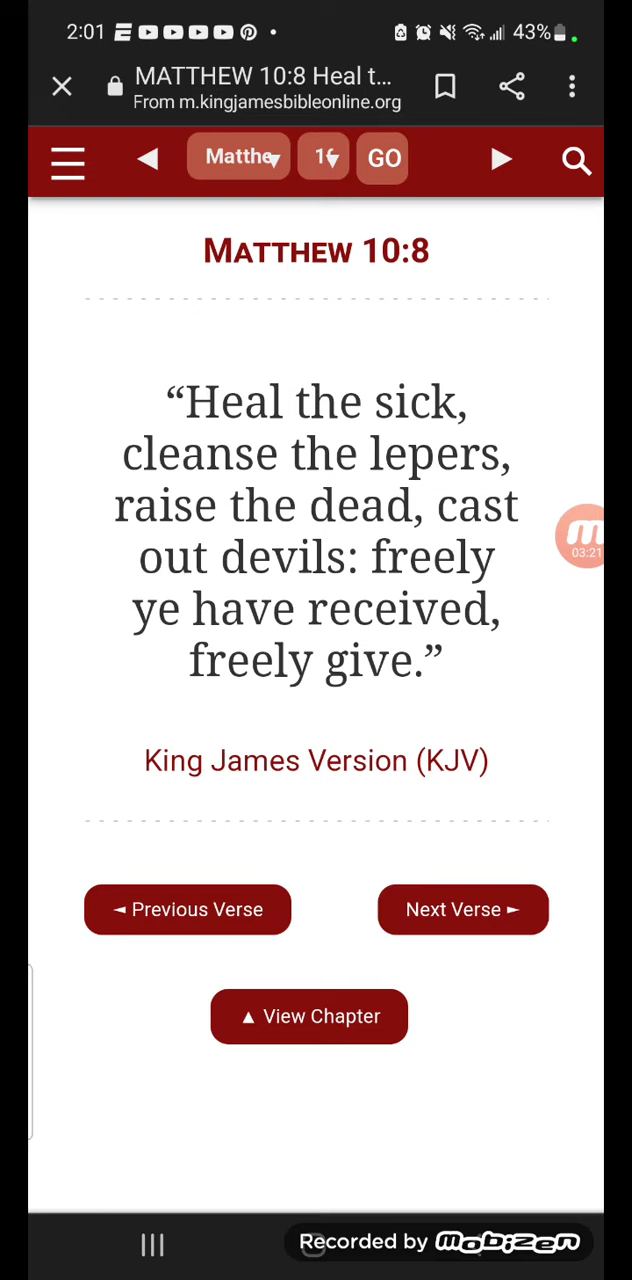 2:01 43%
MATTHEW 10:8 Heal t...
From m.kingjamesbibleonline.org
Matthe GO
MATTHEW 10:8
“Heal the sick,
cleanse the lepers,
raise the dead, cast
out devils: freely
ye have received,
freely give.”
03:21
King James Version (KJV)
◄ Previous Verse Next Verse ►
▲ View Chapter
Recorded by mobizen